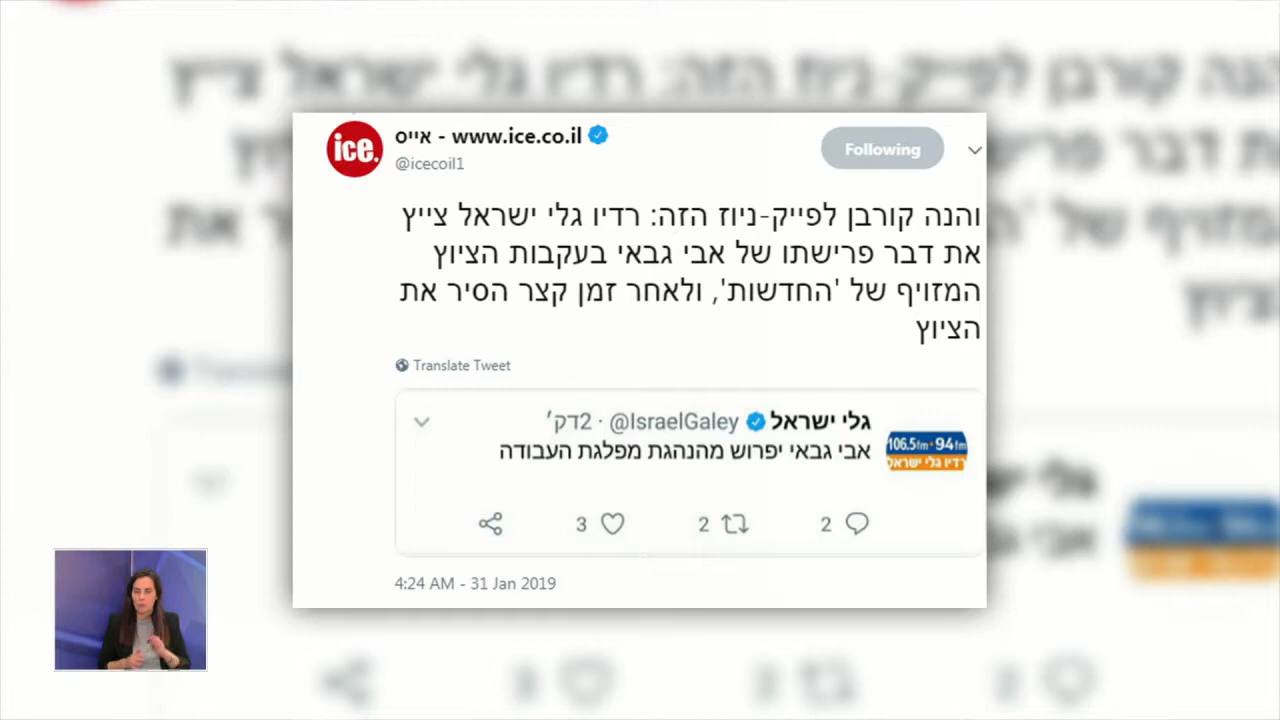 אייס - www.ice.co.il
ice.
@icecoil1
Following
והנה קורבן לפייק-ניוז הזה: רדיו גלי ישראל צייץ
את דבר פרישתו של אבי גבאי בעקבות הציוץ
המזויף של 'החדשות', ולאחר זמן קצר הסיר את
הציוץ
Translate Tweet
גלי ישראל @IsraelGaley · 2דק׳
אבי גבאי יפרוש מהנהגת מפלגת העבודה
106.5fm•94fm
רדיו גלי ישראל
3 2 2
4:24 AM - 31 Jan 2019